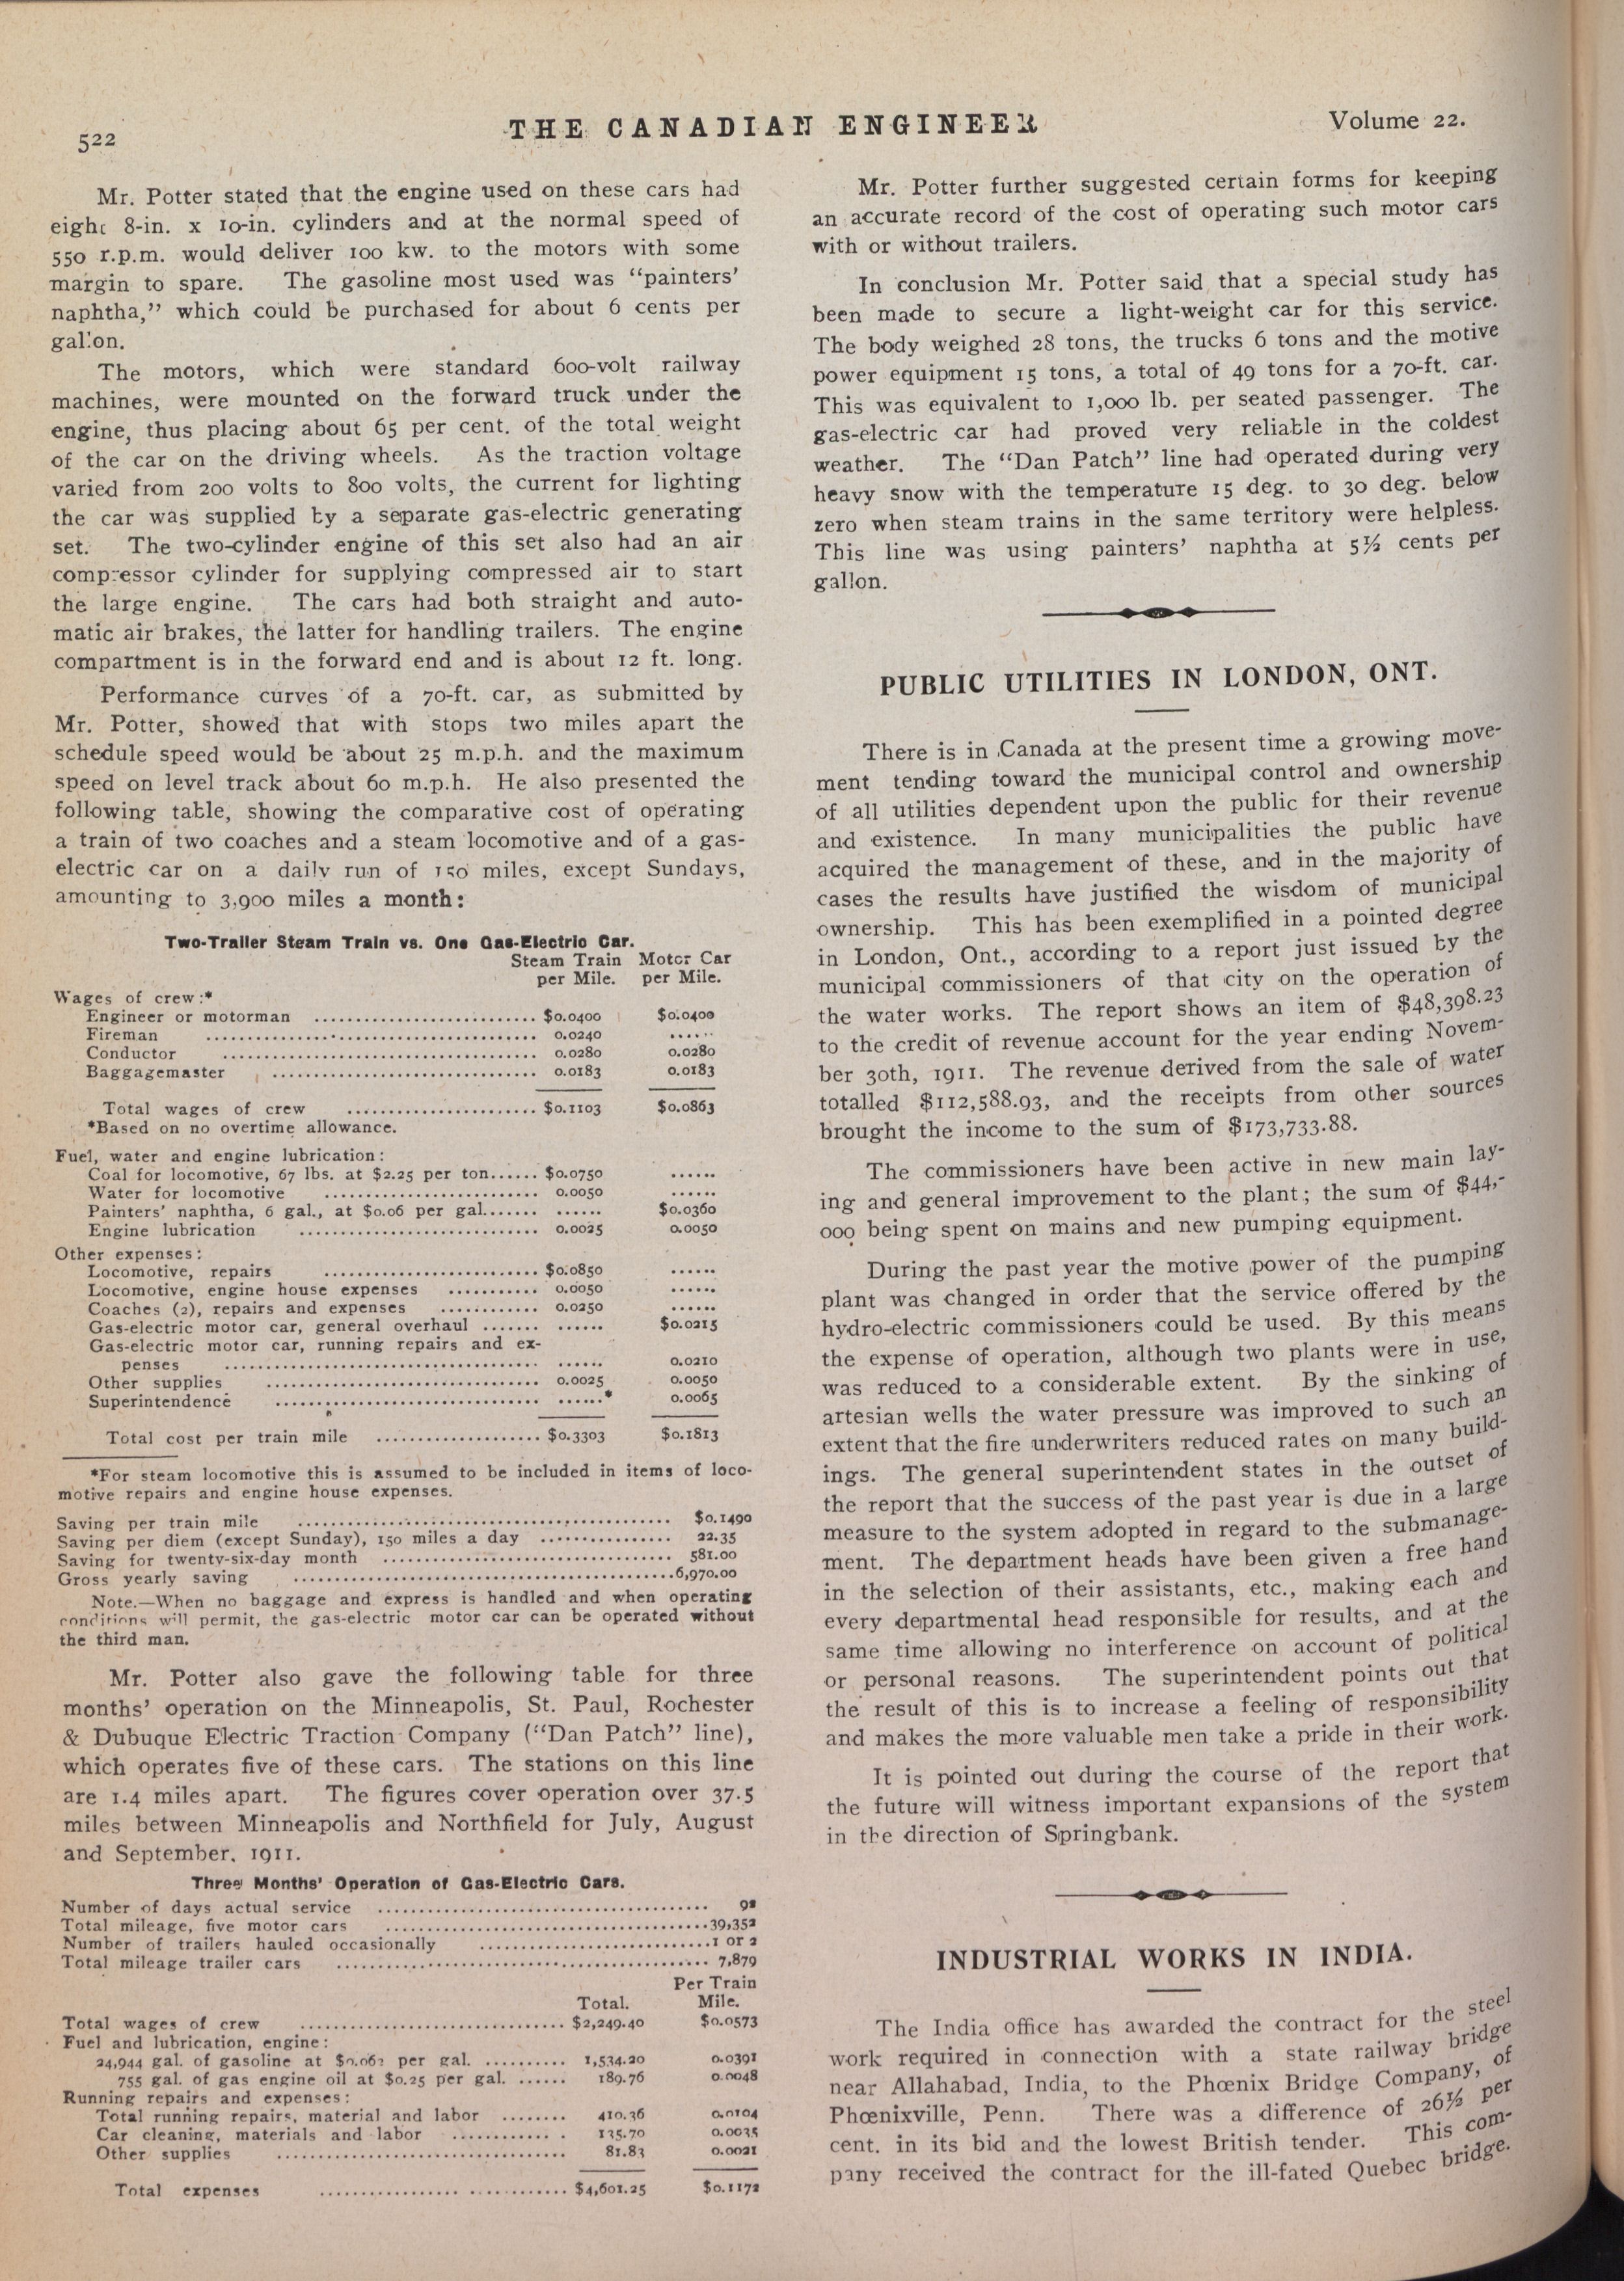 522
THE CANADIAN ENGINEER
Volume 22.
Mr. Potter stated that the engine used on these cars had
eight 8-in. x 10-in. cylinders and at the normal speed of
550 r.p.m. would deliver 100 kw. to the motors with some
margin to spare. The gasoline most used was "painters'
naphtha," which could be purchased for about 6 cents per
gallon.
The motors, which were standard 600-volt railway
machines, were mounted on the forward truck under the
engine, thus placing about 65 per cent. of the total weight
of the car on the driving wheels. As the traction voltage
varied from 200 volts to 800 volts, the current for lighting
the car was supplied by a separate gas-electric generating
set. The two-cylinder engine of this set also had an air
compressor cylinder for supplying compressed air to start
the large engine. The cars had both straight and auto-
matic air brakes, the latter for handling trailers. The engine
compartment is in the forward end and is about 12 ft. long.
Performance curves of a 70-ft. car, as submitted by
Mr. Potter, showed that with stops two miles apart the
schedule speed would be about 25 m.p.h. and the maximum
speed on level track about 60 m.p.h. He also presented the
following table, showing the comparative cost of operating
a train of two coaches and a steam locomotive and of a gas-
electric car on a daily run of 150 miles, except Sundays,
amounting to 3,900 miles a month:
Two-Trailer Steam Train vs. One Gas-Electric Car.
Steam Train Motor Car
per Mile. per Mile.
Wages of crew:*
Engineer or motorman .......................... $0.0400 $0.0400
Fireman ...................................... 0.0240 ......
Conductor .................................... 0.0280 0.0280
Baggagemaster ............................... 0.0183 0.0183
Total wages of crew ...................... $0.1103 $0.0863
*Based on no overtime allowance.
Fuel, water and engine lubrication:
Coal for locomotive, 67 lbs. at $2.25 per ton...... $0.0750 ......
Water for locomotive ......................... 0.0050 ......
Painters' naphtha, 6 gal., at $0.06 per gal....... ...... $0.0360
Engine lubrication ............................ 0.0025 0.0050
Other expenses:
Locomotive, repairs ......................... $0.0850 ......
Locomotive, engine house expenses ........... 0.0050 ......
Coaches (2), repairs and expenses ............ 0.0250 ......
Gas-electric motor car, general overhaul ....... ...... $0.0215
Gas-electric motor car, running repairs and ex-
penses ..................................... ...... 0.0210
Other supplies ................................ 0.0025 0.0050
Superintendence ............................... ......* 0.0065
Total cost per train mile .................... $0.3303 $0.1813
*For steam locomotive this is assumed to be included in items of loco-
motive repairs and engine house expenses.
Saving per train mile ............................................ $0.1490
Saving per diem (except Sunday), 150 miles a day ................ 22.35
Saving for twenty-six-day month .................................. 581.00
Gross yearly saving .............................................6,970.00
Note.—When no baggage and express is handled and when operating
conditions will permit, the gas-electric motor car can be operated without
the third man.
Mr. Potter also gave the following table for three
months' operation on the Minneapolis, St. Paul, Rochester
& Dubuque Electric Traction Company ("Dan Patch" line),
which operates five of these cars. The stations on this line
are 1.4 miles apart. The figures cover operation over 37.5
miles between Minneapolis and Northfield for July, August
and September, 1911.
Three Months' Operation of Gas-Electric Cars.
Number of days actual service ...................................... 92
Total mileage, five motor cars .....................................39,352
Number of trailers hauled occasionally ...........................1 or 2
Total mileage trailer cars .......................................... 7,879
Per Train
Total. Mile.
Total wages of crew .............................. $2,249.40 $0.0573
Fuel and lubrication, engine:
24,944 gal. of gasoline at $0.062 per gal. .......... 1,534.20 0.0391
755 gal. of gas engine oil at $0.25 per gal. ...... 189.76 0.0048
Running repairs and expenses:
Total running repairs, material and labor ........ 410.36 0.0104
Car cleaning, materials and labor ............. 135.70 0.0035
Other supplies .................................. 81.83 0.0021
Total expenses ............................ $4,601.25 $0.1172
Mr. Potter further suggested certain forms for keeping
an accurate record of the cost of operating such motor cars
with or without trailers.
In conclusion Mr. Potter said that a special study has
been made to secure a light-weight car for this service.
The body weighed 28 tons, the trucks 6 tons and the motive
power equipment 15 tons, a total of 49 tons for a 70-ft. car.
This was equivalent to 1,000 lb. per seated passenger. The
gas-electric car had proved very reliable in the coldest
weather. The "Dan Patch" line had operated during very
heavy snow with the temperature 15 deg. to 30 deg. below
zero when steam trains in the same territory were helpless.
This line was using painters' naphtha at 5½ cents per
gallon.
PUBLIC UTILITIES IN LONDON, ONT.
There is in Canada at the present time a growing move-
ment tending toward the municipal control and ownership
of all utilities dependent upon the public for their revenue
and existence. In many municipalities the public have
acquired the management of these, and in the majority of
cases the results have justified the wisdom of municipal
ownership. This has been exemplified in a pointed degree
in London, Ont., according to a report just issued by the
municipal commissioners of that city on the operation of
the water works. The report shows an item of $48,398.23
to the credit of revenue account for the year ending Novem-
ber 30th, 1911. The revenue derived from the sale of water
totalled $112,588.93, and the receipts from other sources
brought the income to the sum of $173,733.88.
The commissioners have been active in new main lay-
ing and general improvement to the plant; the sum of $44,-
000 being spent on mains and new pumping equipment.
During the past year the motive power of the pumping
plant was changed in order that the service offered by the
hydro-electric commissioners could be used. By this means
the expense of operation, although two plants were in use,
was reduced to a considerable extent. By the sinking of
artesian wells the water pressure was improved to such an
extent that the fire underwriters reduced rates on many build-
ings. The general superintendent states in the outset of
the report that the success of the past year is due in a large
measure to the system adopted in regard to the submanage-
ment. The department heads have been given a free hand
in the selection of their assistants, etc., making each and
every departmental head responsible for results, and at the
same time allowing no interference on account of political
or personal reasons. The superintendent points out that
the result of this is to increase a feeling of responsibility
and makes the more valuable men take a pride in their work.
It is pointed out during the course of the report that
the future will witness important expansions of the system
in the direction of Springbank.
INDUSTRIAL WORKS IN INDIA.
The India office has awarded the contract for the steel
work required in connection with a state railway bridge
near Allahabad, India, to the Phœnix Bridge Company, of
Phœnixville, Penn. There was a difference of 26½ per
cent. in its bid and the lowest British tender. This com-
pany received the contract for the ill-fated Quebec bridge.